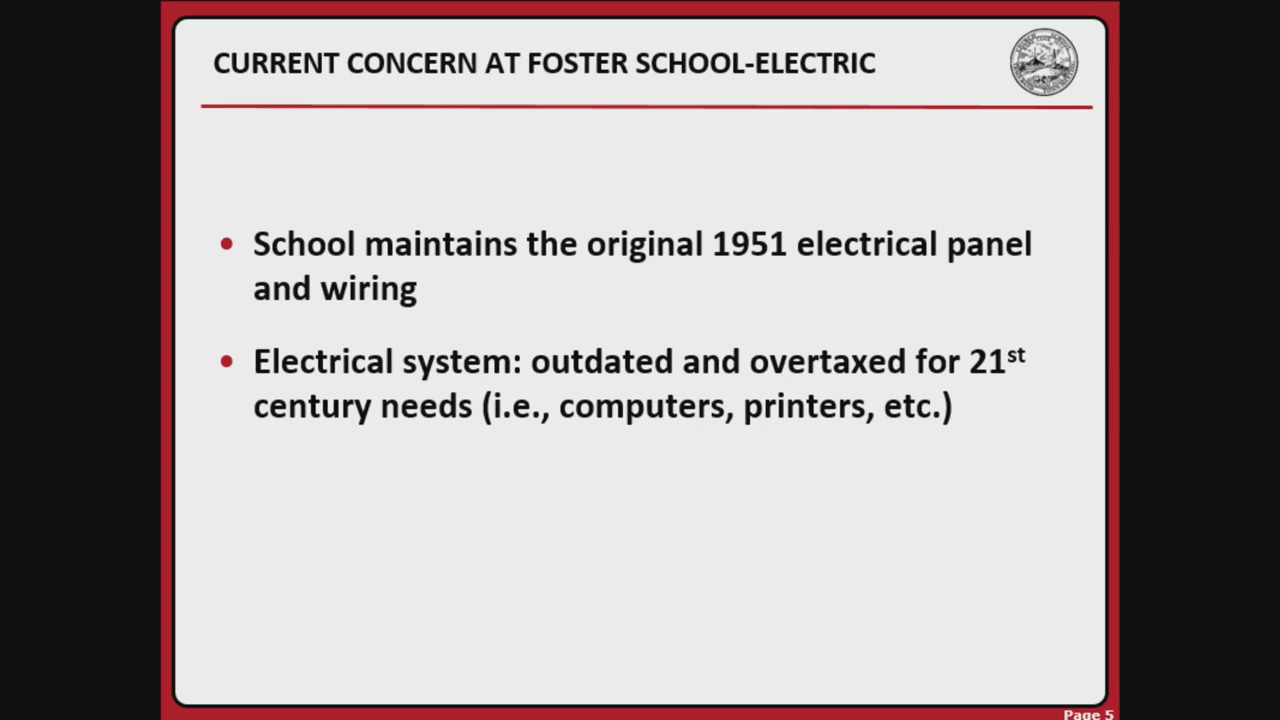 CURRENT CONCERN AT FOSTER SCHOOL-ELECTRIC
• School maintains the original 1951 electrical panel
and wiring
• Electrical system: outdated and overtaxed for 21st
century needs (i.e., computers, printers, etc.)
Page 5